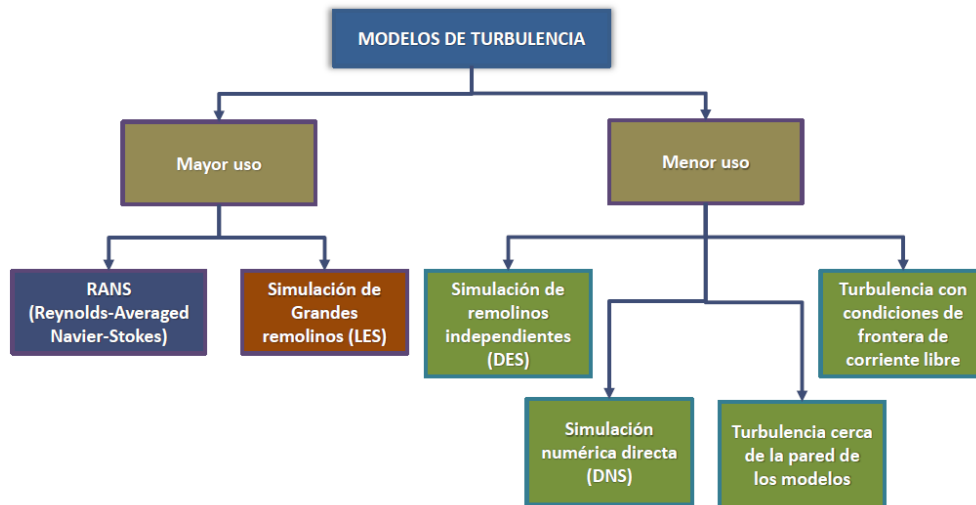 MODELOS DE TURBULENCIA
Mayor uso
Menor uso
RANS
(Reynolds-Averaged
Navier-Stokes)
Simulación de
Grandes
remolinos (LES)
Simulación de
remolinos
independientes
(DES)
Turbulencia con
condiciones de
frontera de
corriente libre
Simulación
numérica directa
(DNS)
Turbulencia cerca
de la pared de
los modelos